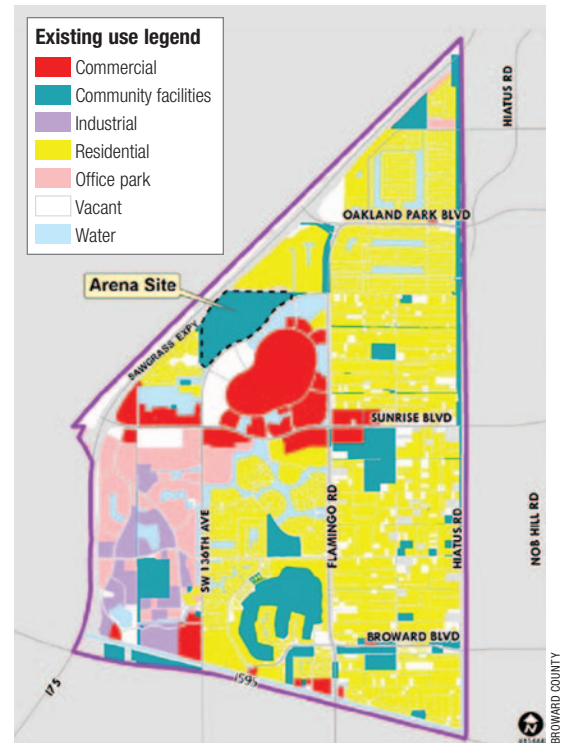 Existing use legend
Commercial
Community facilities
Industrial
Residential
Office park
Vacant
Water
HIATUS RD
OAKLAND PARK BLVD
Arena Site
SAWGRASS EXPY
SUNRISE BLVD
SW 136TH AVE
FLAMINGO RD
HIATUS RD
NOB HILL RD
BROWARD BLVD
I595
I75
N
BROWARD COUNTY